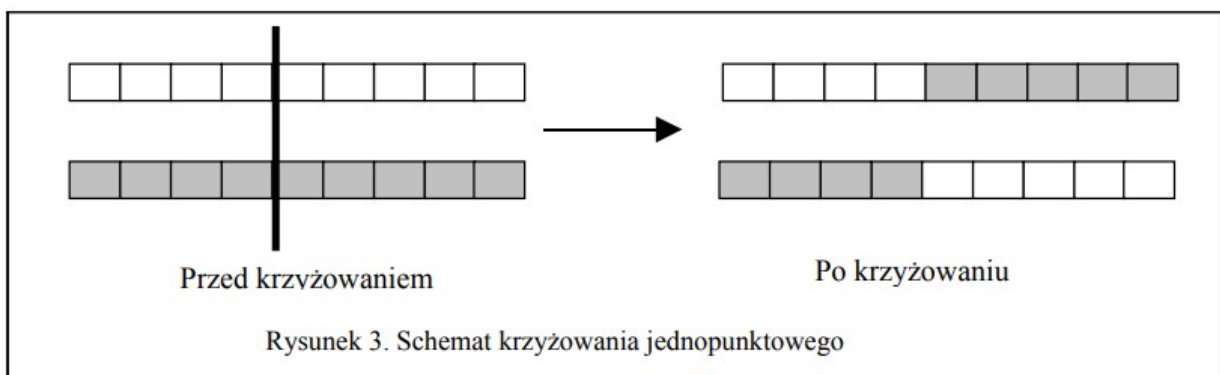 Przed krzyżowaniem
Po krzyżowaniu
Rysunek 3. Schemat krzyżowania jednopunktowego